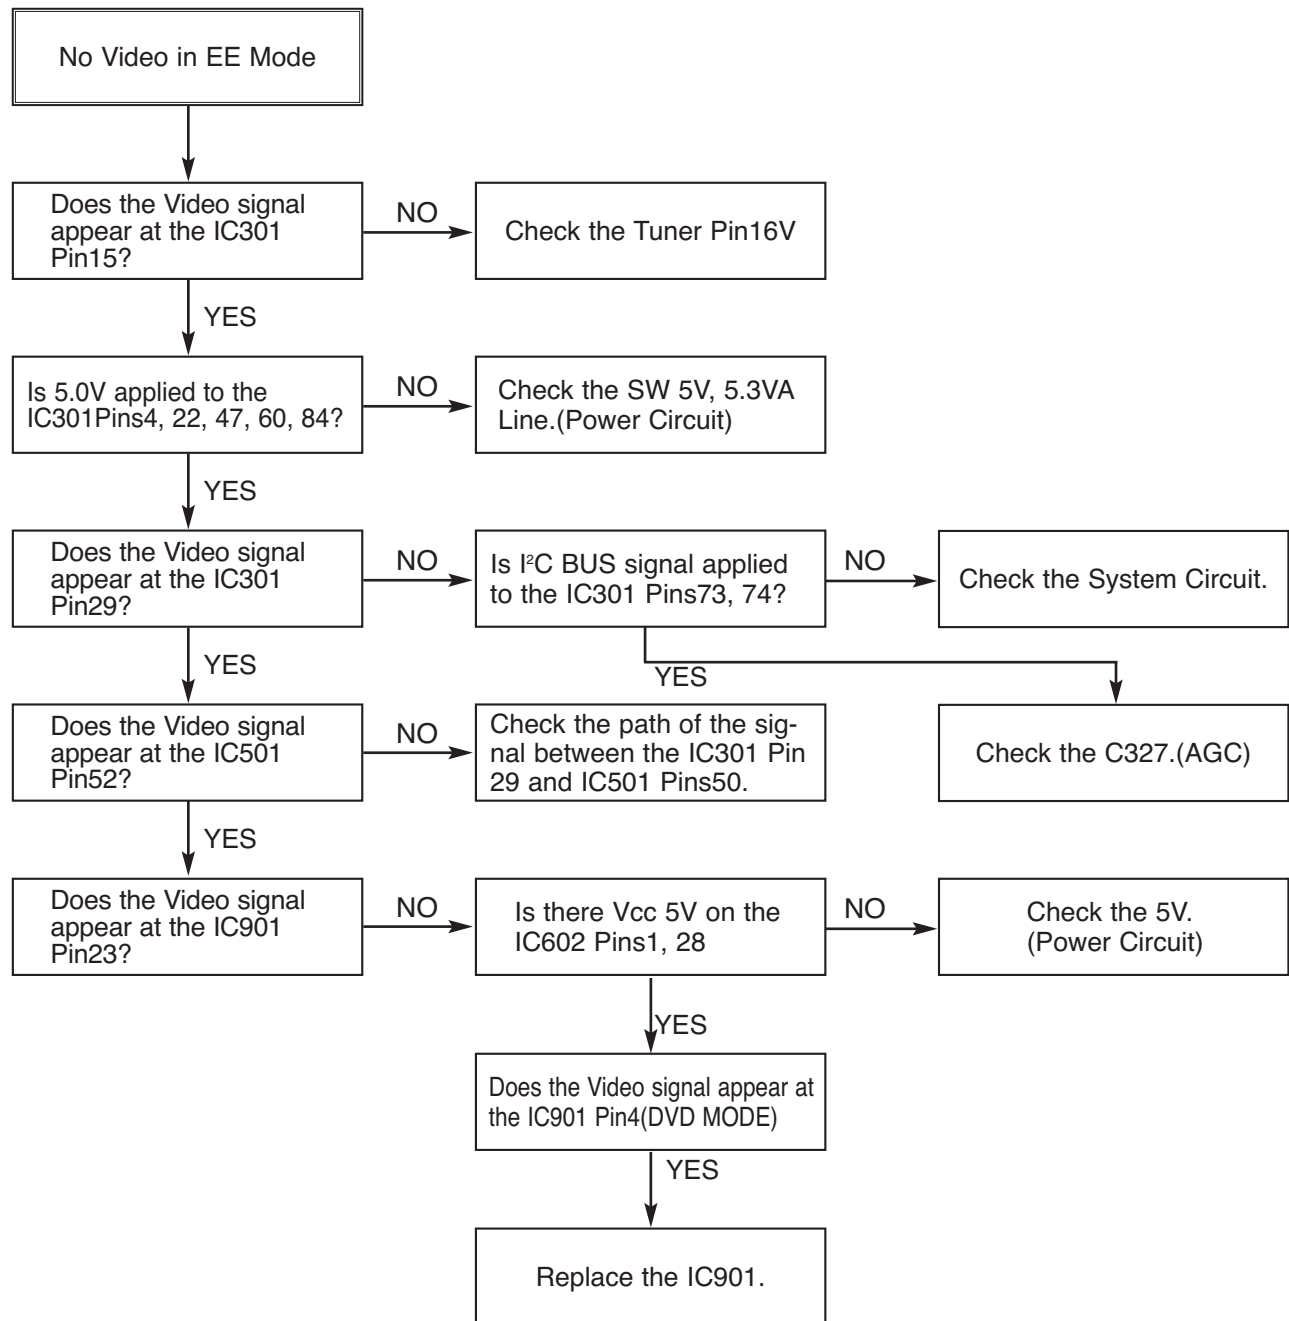 No Video in EE Mode
Does the Video signal
appear at the IC301
Pin15?
NO
Check the Tuner Pin16V
YES
Is 5.0V applied to the
IC301Pins4, 22, 47, 60, 84?
NO
Check the SW 5V, 5.3VA
Line.(Power Circuit)
YES
Does the Video signal
appear at the IC301
Pin29?
NO
Is I²C BUS signal applied
to the IC301 Pins73, 74?
NO
Check the System Circuit.
YES
YES
Does the Video signal
appear at the IC501
Pin52?
NO
Check the path of the sig-
nal between the IC301 Pin
29 and IC501 Pins50.
Check the C327.(AGC)
YES
Does the Video signal
appear at the IC901
Pin23?
NO
Is there Vcc 5V on the
IC602 Pins1, 28
NO
Check the 5V.
(Power Circuit)
YES
Does the Video signal appear at
the IC901 Pin4(DVD MODE)
YES
Replace the IC901.